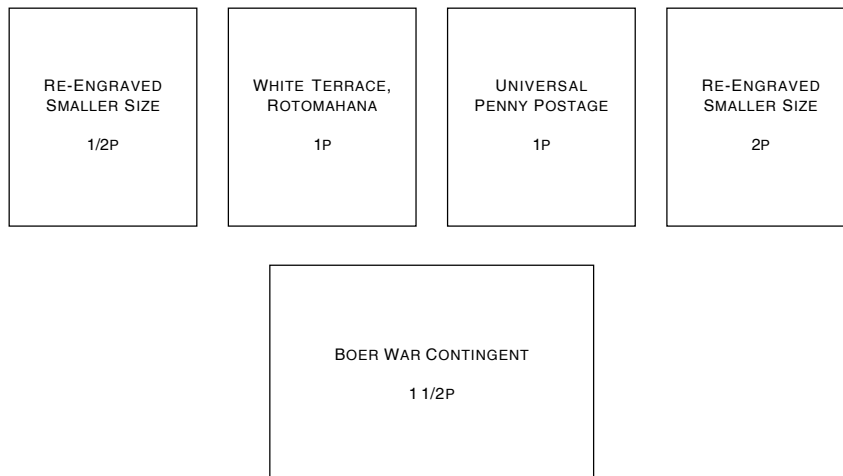 RE-ENGRAVED
SMALLER SIZE
1/2P
WHITE TERRACE,
ROTOMAHANA
1P
UNIVERSAL
PENNY POSTAGE
1P
RE-ENGRAVED
SMALLER SIZE
2P
BOER WAR CONTINGENT
1 1/2P